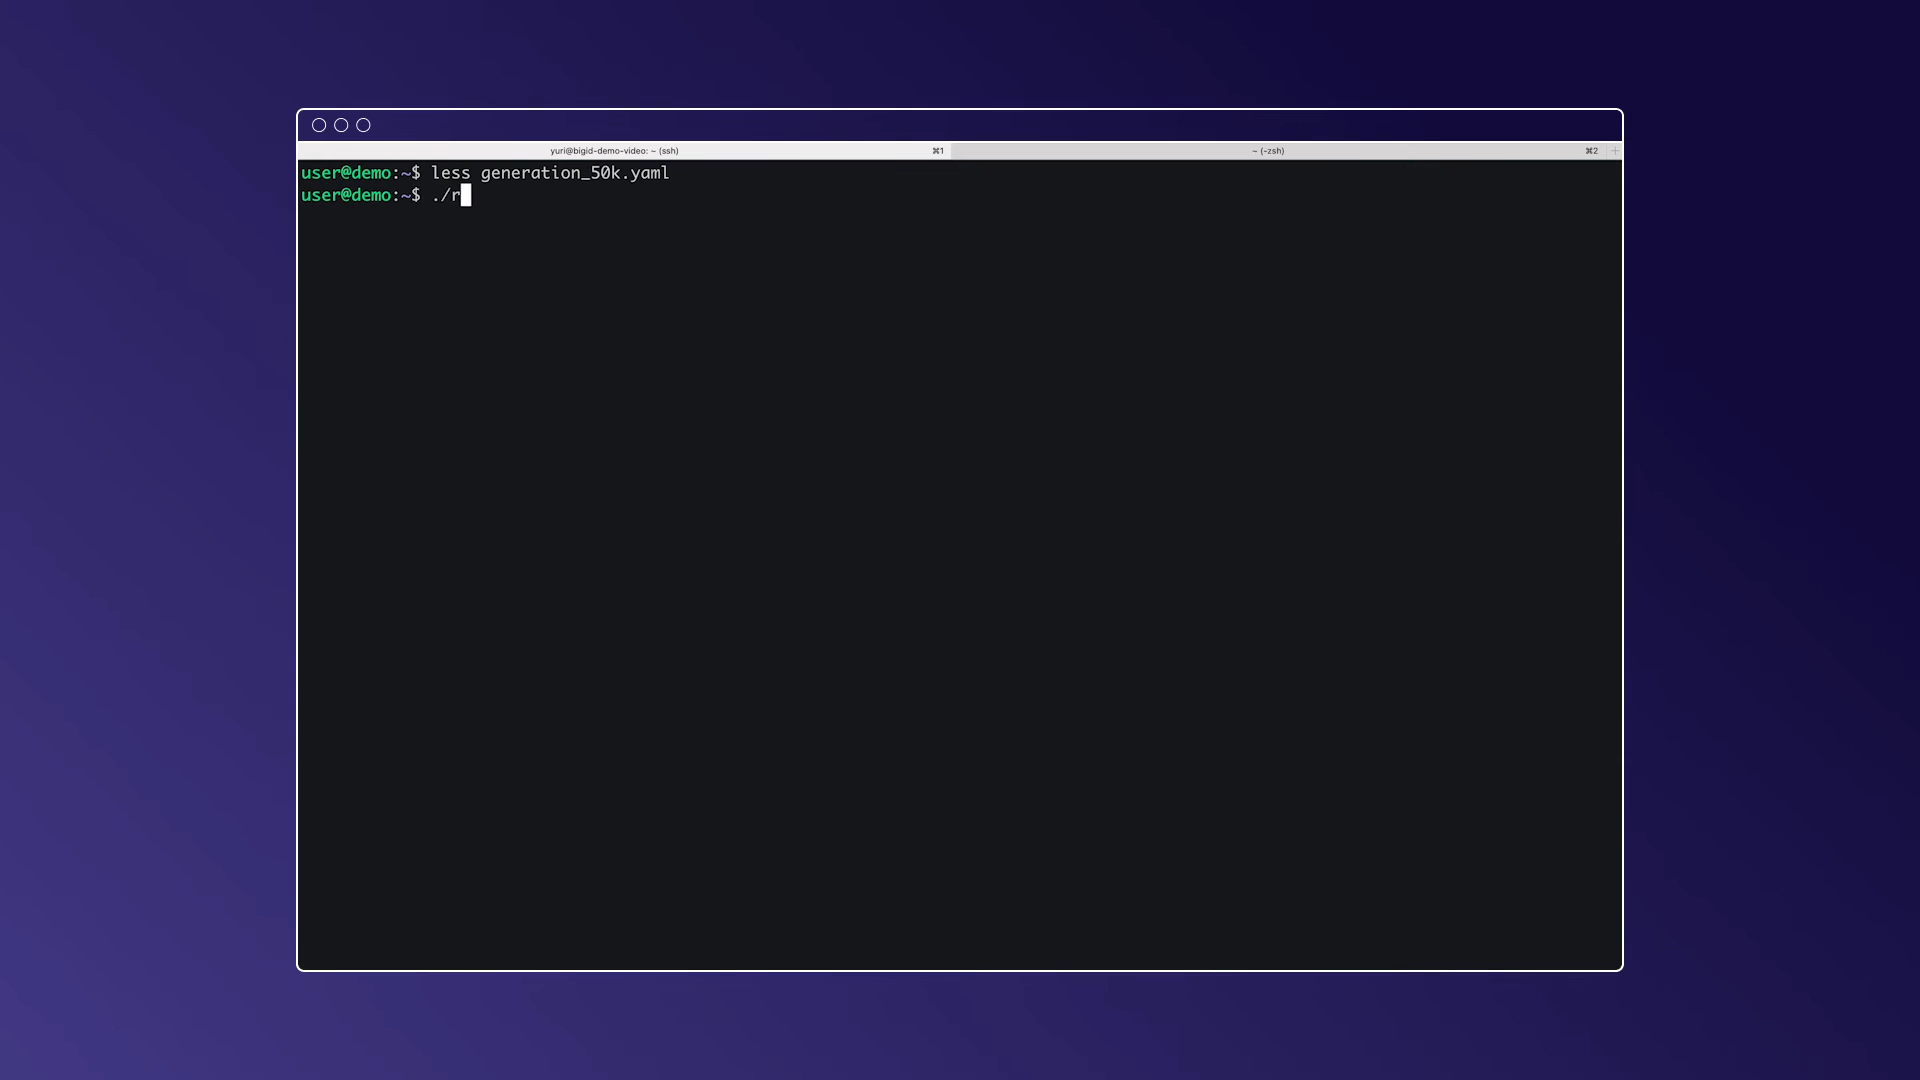 yuri@bigid-demo-video: ~ (ssh) ⌘1 ~ (-zsh) ⌘2 +
user@demo:~$ less generation_50k.yaml
user@demo:~$ ./r